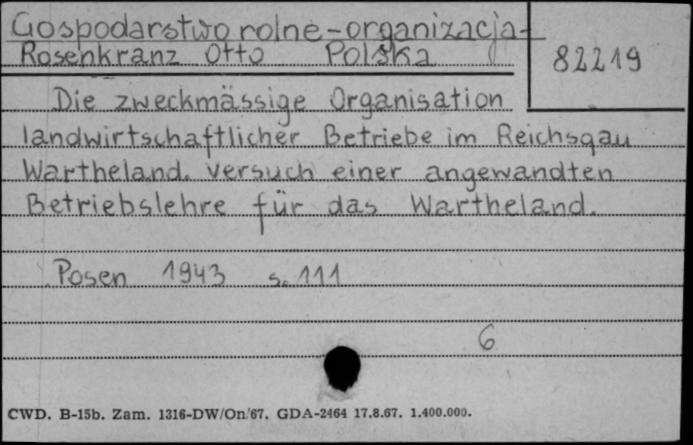 Gospodarstwo rolne-organizacja-
Rosenkranz Otto Polska
82219
Die zweckmässige Organisation
landwirtschaftlicher Betriebe im Reichsgau
Wartheland. Versuch einer angewandten
Betriebslehre für das Wartheland.
Posen 1943 s. 111
6
CWD. B-15b. Zam. 1316-DW/On/67. GDA-2464 17.8.67. 1.400.000.